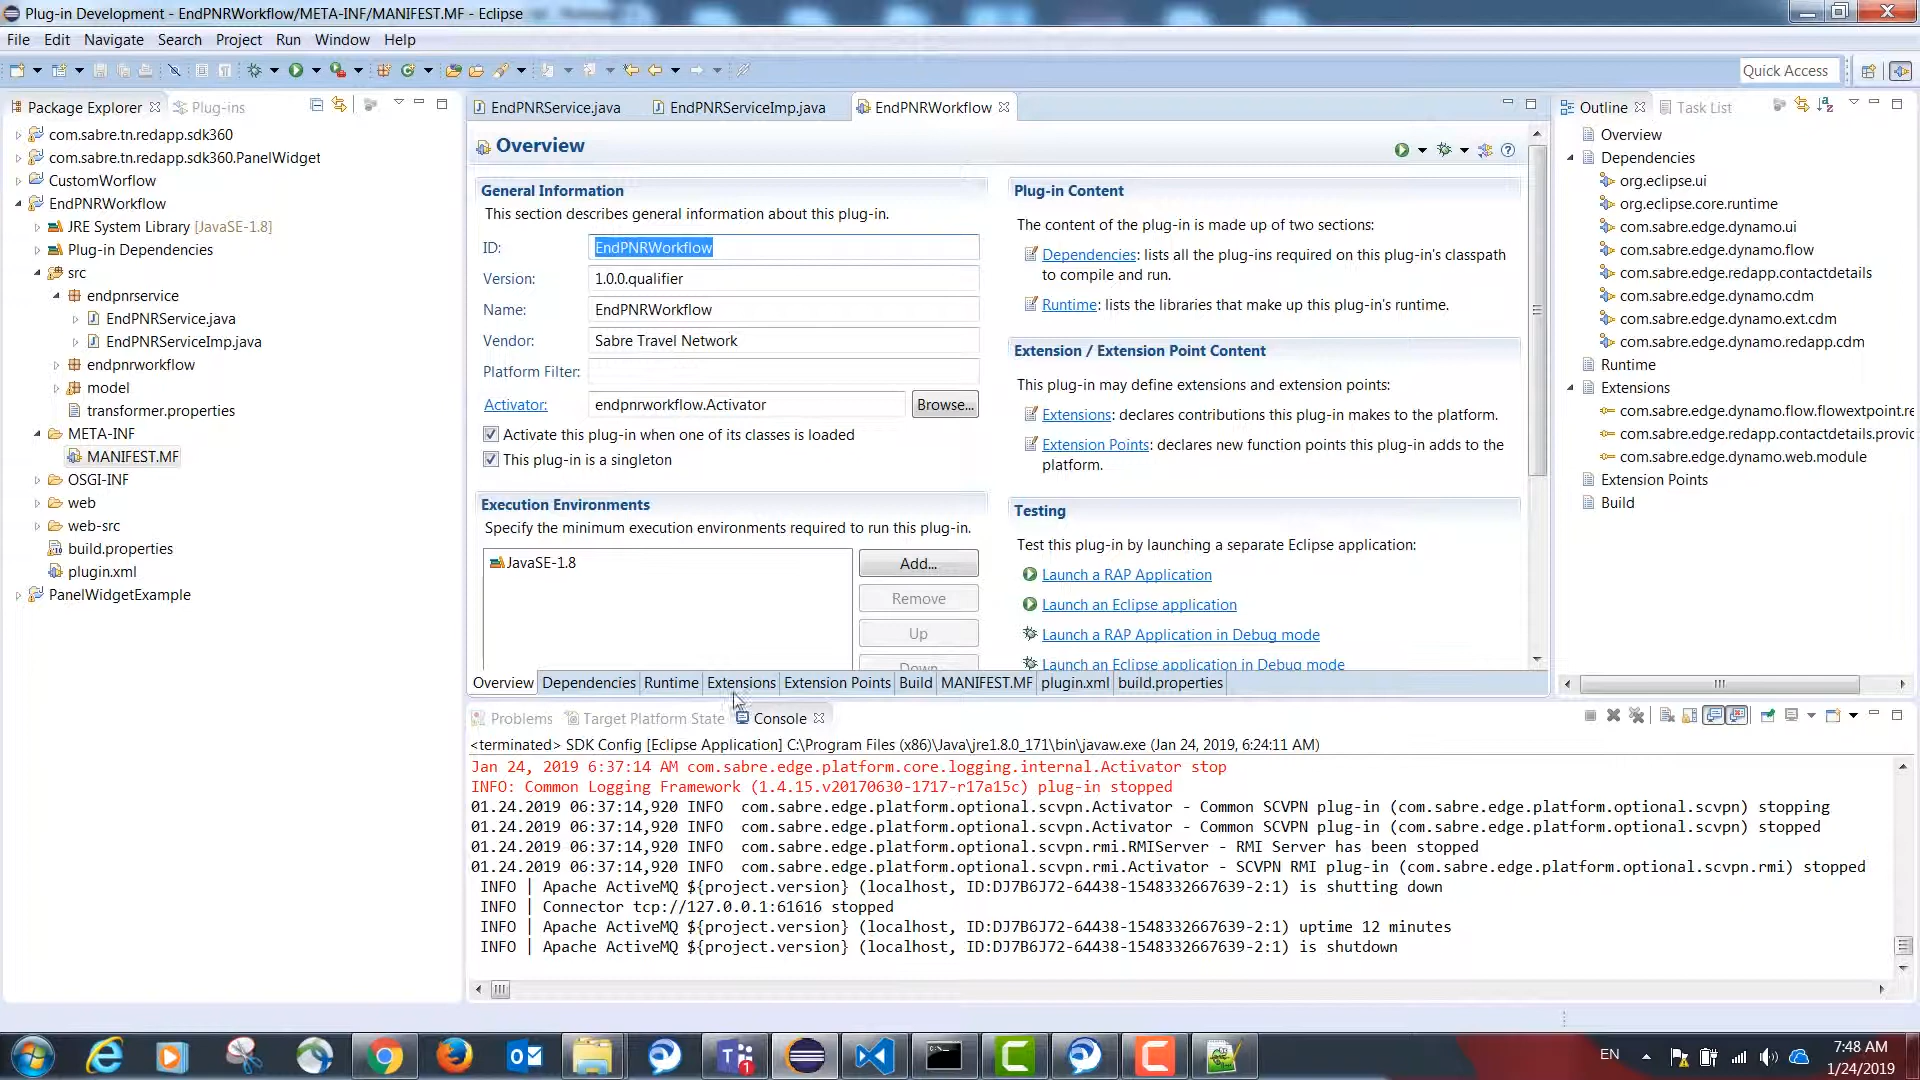 Plug-in Development - EndPNRWorkflow/META-INF/MANIFEST.MF - Eclipse
File Edit Navigate Search Project Run Window Help
Quick Access
Package Explorer Plug-ins
com.sabre.tn.redapp.sdk360
com.sabre.tn.redapp.sdk360.PanelWidget
CustomWorflow
EndPNRWorkflow
JRE System Library [JavaSE-1.8]
Plug-in Dependencies
src
endpnrservice
EndPNRService.java
EndPNRServiceImp.java
endpnrworkflow
model
transformer.properties
META-INF
MANIFEST.MF
OSGI-INF
web
web-src
build.properties
plugin.xml
PanelWidgetExample
EndPNRService.java EndPNRServiceImp.java EndPNRWorkflow
Overview
General Information
This section describes general information about this plug-in.
ID: EndPNRWorkflow
Version: 1.0.0.qualifier
Name: EndPNRWorkflow
Vendor: Sabre Travel Network
Platform Filter:
Activator: endpnrworkflow.Activator Browse...
Activate this plug-in when one of its classes is loaded
This plug-in is a singleton
Execution Environments
Specify the minimum execution environments required to run this plug-in.
JavaSE-1.8
Add...
Remove
Up
Down
Plug-in Content
The content of the plug-in is made up of two sections:
Dependencies: lists all the plug-ins required on this plug-in's classpath
to compile and run.
Runtime: lists the libraries that make up this plug-in's runtime.
Extension / Extension Point Content
This plug-in may define extensions and extension points:
Extensions: declares contributions this plug-in makes to the platform.
Extension Points: declares new function points this plug-in adds to the
platform.
Testing
Test this plug-in by launching a separate Eclipse application:
Launch a RAP Application
Launch an Eclipse application
Launch a RAP Application in Debug mode
Launch an Eclipse application in Debug mode
Overview Dependencies Runtime Extensions Extension Points Build MANIFEST.MF plugin.xml build.properties
Outline Task List
Overview
Dependencies
org.eclipse.ui
org.eclipse.core.runtime
com.sabre.edge.dynamo.ui
com.sabre.edge.dynamo.flow
com.sabre.edge.redapp.contactdetails
com.sabre.edge.dynamo.cdm
com.sabre.edge.dynamo.ext.cdm
com.sabre.edge.dynamo.redapp.cdm
Runtime
Extensions
com.sabre.edge.dynamo.flow.flowextpoint.re
com.sabre.edge.redapp.contactdetails.provic
com.sabre.edge.dynamo.web.module
Extension Points
Build
Problems Target Platform State Console
<terminated> SDK Config [Eclipse Application] C:\Program Files (x86)\Java\jre1.8.0_171\bin\javaw.exe (Jan 24, 2019, 6:24:11 AM)
Jan 24, 2019 6:37:14 AM com.sabre.edge.platform.core.logging.internal.Activator stop
INFO: Common Logging Framework (1.4.15.v20170630-1717-r17a15c) plug-in stopped
01.24.2019 06:37:14,920 INFO com.sabre.edge.platform.optional.scvpn.Activator - Common SCVPN plug-in (com.sabre.edge.platform.optional.scvpn) stopping
01.24.2019 06:37:14,920 INFO com.sabre.edge.platform.optional.scvpn.Activator - Common SCVPN plug-in (com.sabre.edge.platform.optional.scvpn) stopped
01.24.2019 06:37:14,920 INFO com.sabre.edge.platform.optional.scvpn.rmi.RMIServer - RMI Server has been stopped
01.24.2019 06:37:14,920 INFO com.sabre.edge.platform.optional.scvpn.rmi.Activator - SCVPN RMI plug-in (com.sabre.edge.platform.optional.scvpn.rmi) stopped
INFO | Apache ActiveMQ ${project.version} (localhost, ID:DJ7B6J72-64438-1548332667639-2:1) is shutting down
INFO | Connector tcp://127.0.0.1:61616 stopped
INFO | Apache ActiveMQ ${project.version} (localhost, ID:DJ7B6J72-64438-1548332667639-2:1) uptime 12 minutes
INFO | Apache ActiveMQ ${project.version} (localhost, ID:DJ7B6J72-64438-1548332667639-2:1) is shutdown
EN
7:48 AM
1/24/2019